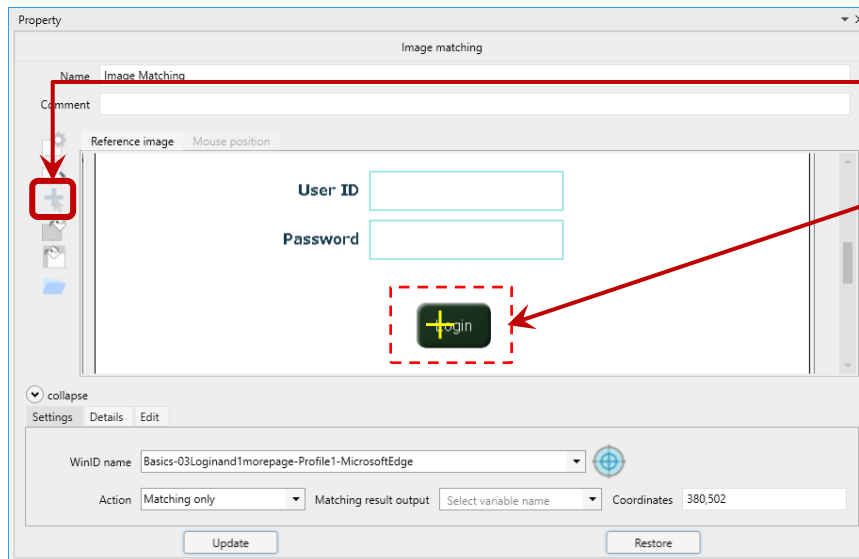 Property
Image matching
Name Image Matching
Comment
Reference image Mouse position
User ID
Password
Login
collapse
Settings Details Edit
WinID name Basics-03Loginand1morepage-Profile1-MicrosoftEdge
Action Matching only Matching result output Select variable name Coordinates 380,502
Update Restore